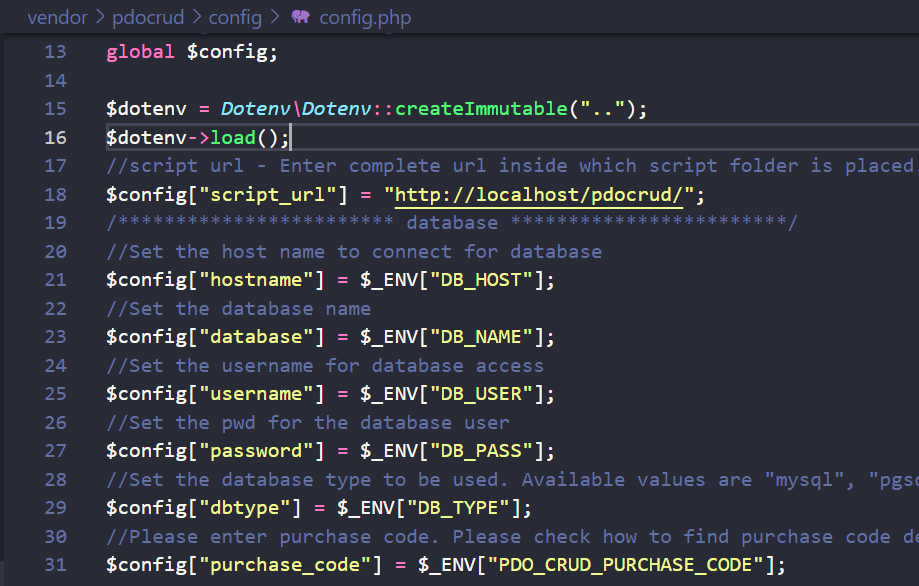 vendor > pdocrud > config > config.php
13 global $config;
14
15 $dotenv = Dotenv\Dotenv::createImmutable("..");
16 $dotenv->load();
17 //script url - Enter complete url inside which script folder is placed
18 $config["script_url"] = "http://localhost/pdocrud/";
19 /************************ database ************************/
20 //Set the host name to connect for database
21 $config["hostname"] = $_ENV["DB_HOST"];
22 //Set the database name
23 $config["database"] = $_ENV["DB_NAME"];
24 //Set the username for database access
25 $config["username"] = $_ENV["DB_USER"];
26 //Set the pwd for the database user
27 $config["password"] = $_ENV["DB_PASS"];
28 //Set the database type to be used. Available values are "mysql", "pgsq
29 $config["dbtype"] = $_ENV["DB_TYPE"];
30 //Please enter purchase code. Please check how to find purchase code de
31 $config["purchase_code"] = $_ENV["PDO_CRUD_PURCHASE_CODE"];